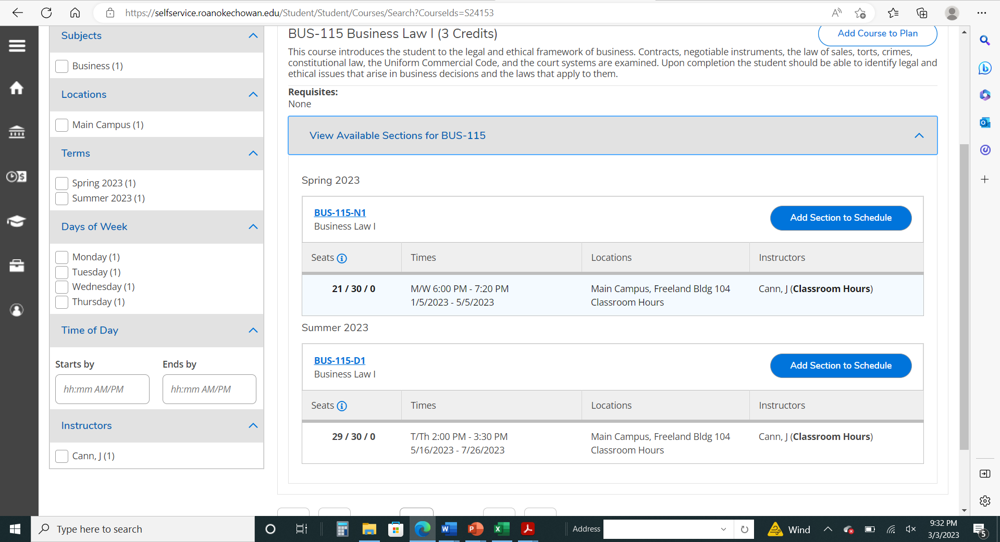 https://selfservice.roanokechowan.edu/Student/Student/Courses/Search?CourseIds=S24153
Subjects
Business (1)
Locations
Main Campus (1)
Terms
Spring 2023 (1)
Summer 2023 (1)
Days of Week
Monday (1)
Tuesday (1)
Wednesday (1)
Thursday (1)
Time of Day
Starts by Ends by
hh:mm AM/PM hh:mm AM/PM
Instructors
Cann, J (1)
BUS-115 Business Law I (3 Credits)
Add Course to Plan
This course introduces the student to the legal and ethical framework of business. Contracts, negotiable instruments, the law of sales, torts, crimes,
constitutional law, the Uniform Commercial Code, and the court systems are examined. Upon completion the student should be able to identify legal and
ethical issues that arise in business decisions and the laws that apply to them.
Requisites:
None
View Available Sections for BUS-115
Spring 2023
BUS-115-N1
Business Law I
Add Section to Schedule
Seats Times Locations Instructors
21 / 30 / 0 M/W 6:00 PM - 7:20 PM Main Campus, Freeland Bldg 104 Cann, J (Classroom Hours)
1/5/2023 - 5/5/2023 Classroom Hours
Summer 2023
BUS-115-D1
Business Law I
Add Section to Schedule
Seats Times Locations Instructors
29 / 30 / 0 T/Th 2:00 PM - 3:30 PM Main Campus, Freeland Bldg 104 Cann, J (Classroom Hours)
5/16/2023 - 7/26/2023 Classroom Hours
Type here to search
Address
Wind
9:32 PM
3/3/2023
5